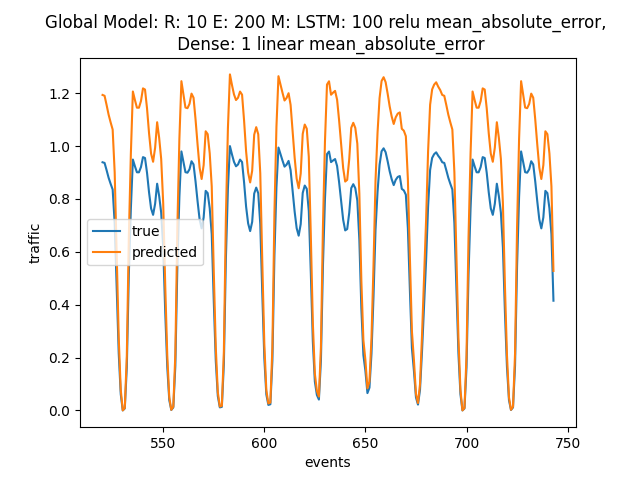 Global Model: R: 10 E: 200 M: LSTM: 100 relu mean_absolute_error,
Dense: 1 linear mean_absolute_error
1.2
1.0
0.8
0.6
0.4
0.2
0.0
traffic
true
predicted
550 600 650 700 750
events